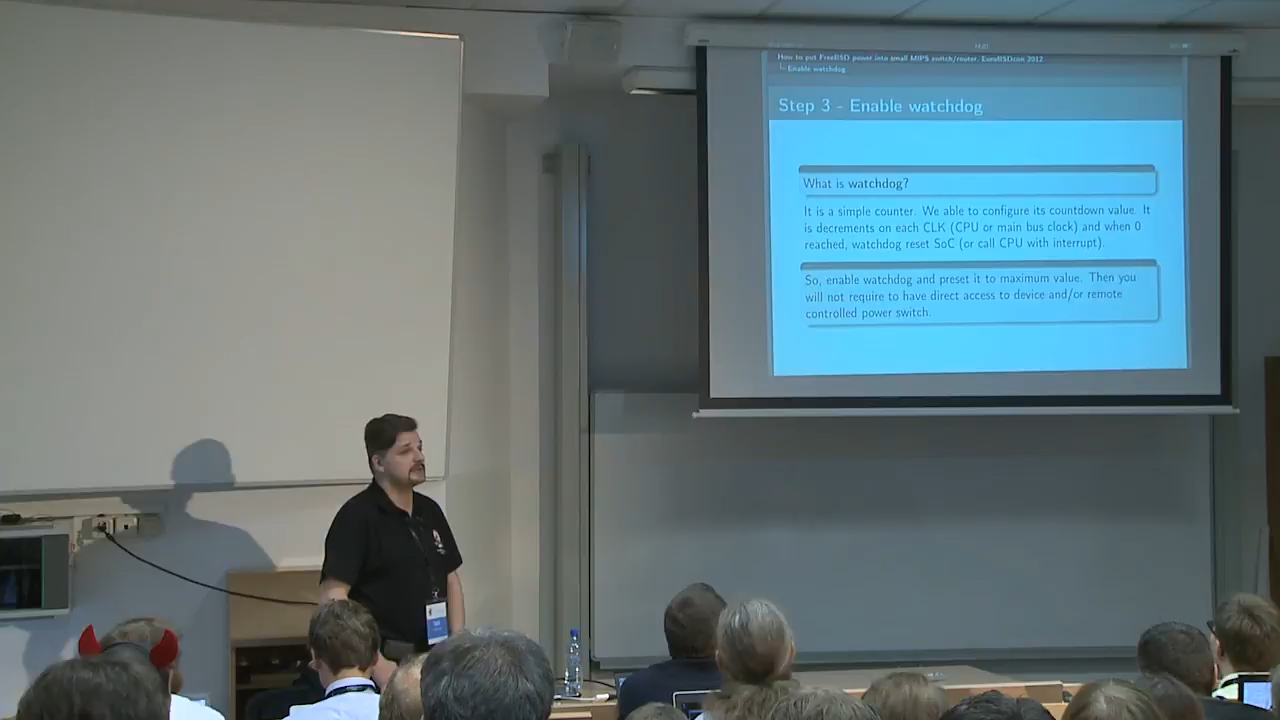 How to put FreeBSD power into small MIPS switch/router. EuroBSDcon 2012
Enable watchdog
Step 3 - Enable watchdog
What is watchdog?
It is a simple counter. We able to configure its countdown value. It
is decrements on each CLK (CPU or main bus clock) and when 0
reached, watchdog reset SoC (or call CPU with interrupt).
So, enable watchdog and preset it to maximum value. Then you
will not require to have direct access to device and/or remote
controlled power switch.